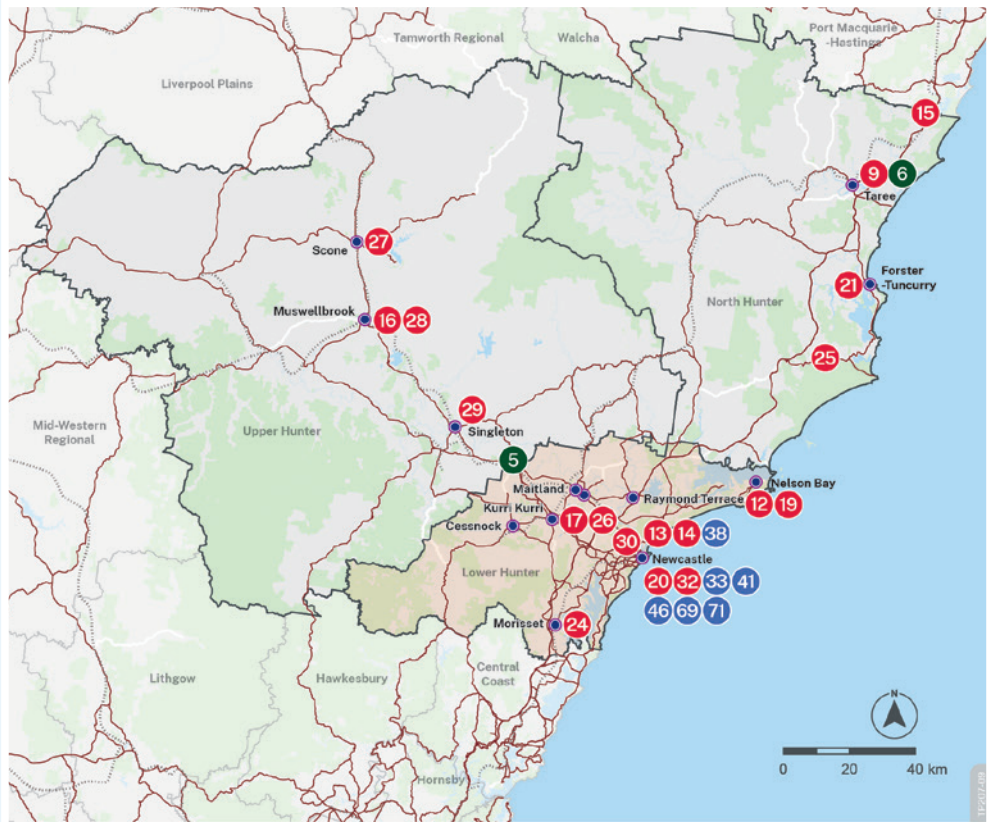 Port Macquarie
-Hastings
Tamworth Regional
Walcha
Liverpool Plains
15
9
6
Taree
Scone
27
21
Forster
-Tuncurry
Muswellbrook
16
28
North Hunter
25
29
Singleton
Mid-Western
Regional
Upper Hunter
5
Nelson Bay
Maitland
Raymond Terrace
12
19
Kurri Kurri
17
26
Cessnock
30
13
14
38
Newcastle
Lower Hunter
20
32
33
41
46
69
71
Morisset
24
Central
Coast
Lithgow
Hawkesbury
N
0
20
40 km
Hornsby
TP207-09